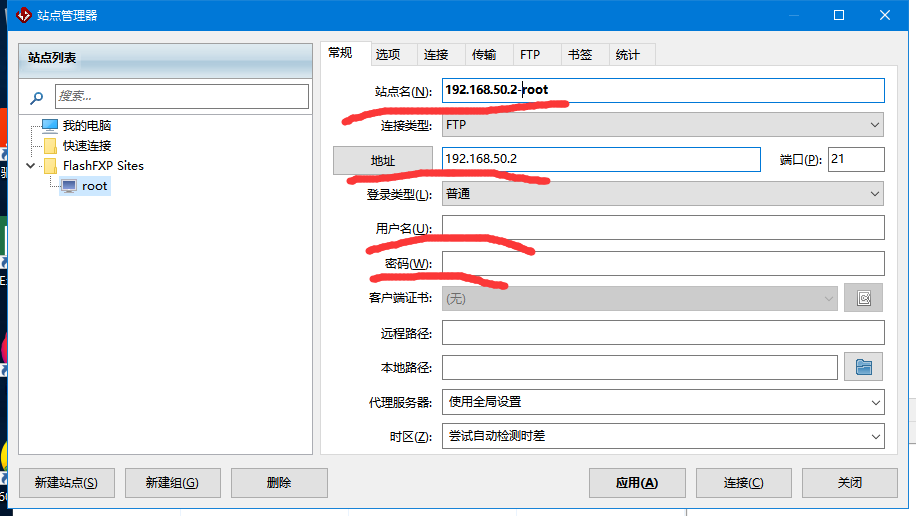 站点管理器
站点列表
搜索...
我的电脑
快速连接
FlashFXP Sites
root
常规 选项 连接 传输 FTP 书签 统计
站点名(N): 192.168.50.2-root
连接类型: FTP
地址 192.168.50.2 端口(P): 21
登录类型(L): 普通
用户名(U):
密码(W):
客户端证书: (无)
远程路径:
本地路径:
代理服务器: 使用全局设置
时区(Z): 尝试自动检测时差
新建站点(S) 新建组(G) 删除 应用(A) 连接(C) 关闭